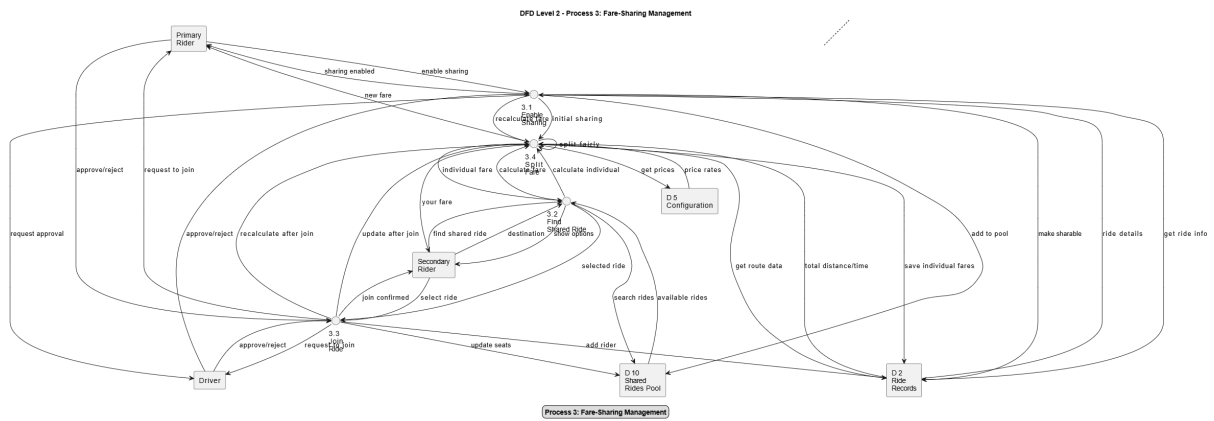 DFD Level 2 - Process 3: Fare-Sharing Management
Primary
Rider
sharing enabled
enable sharing
new fare
3.1
Enable
Sharing
recalculate fare
initial sharing
split fairly
3.4
Split
Fare
approve/reject
request to join
individual fare
calculate fare
calculate individual
get prices
price rates
D 5
Configuration
your fare
3.2
Find
Shared Ride
request approval
approve/reject
recalculate after join
update after join
find shared ride
destination
show options
add to pool
make sharable
ride details
get ride info
Secondary
Rider
selected ride
get route data
total distance/time
save individual fares
join confirmed
select ride
search rides
available rides
3.3
Join
Ride
approve/reject
request to join
update seats
add rider
Driver
D 10
Shared
Rides Pool
D 2
Ride
Records
Process 3: Fare-Sharing Management